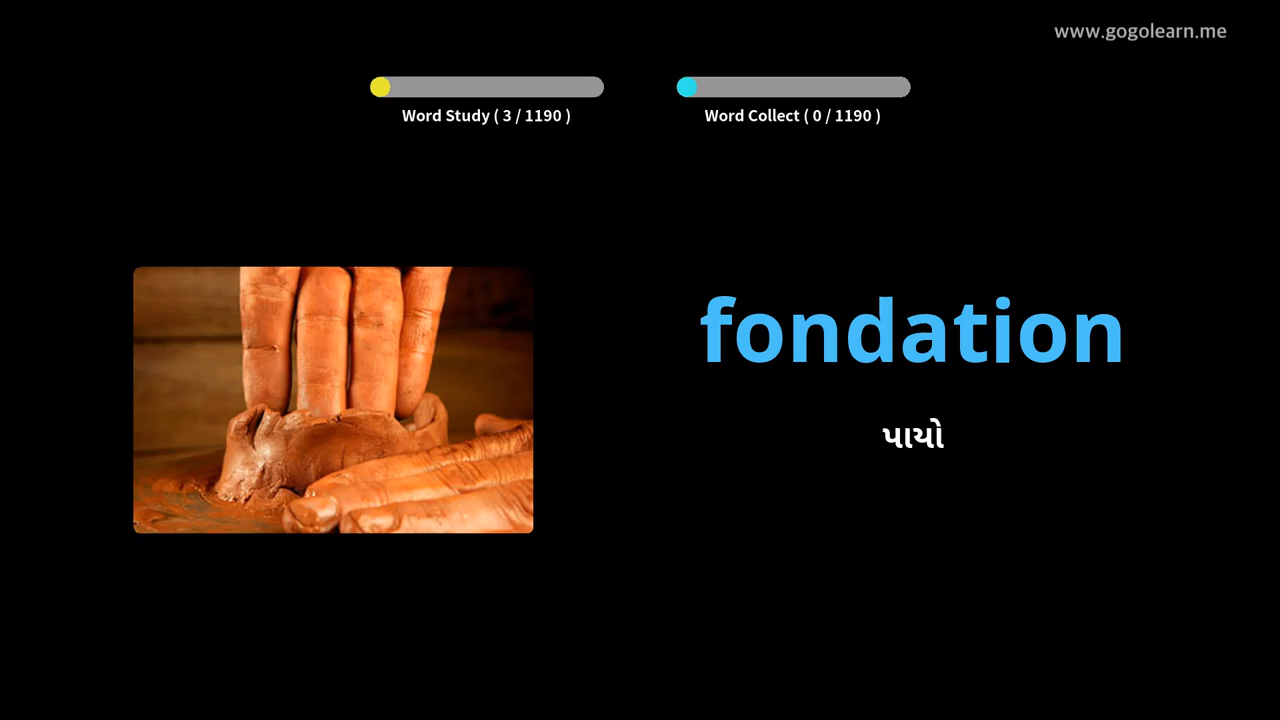 www.gogolearn.me
Word Study ( 3 / 1190 )
Word Collect ( 0 / 1190 )
fondation
પાયો